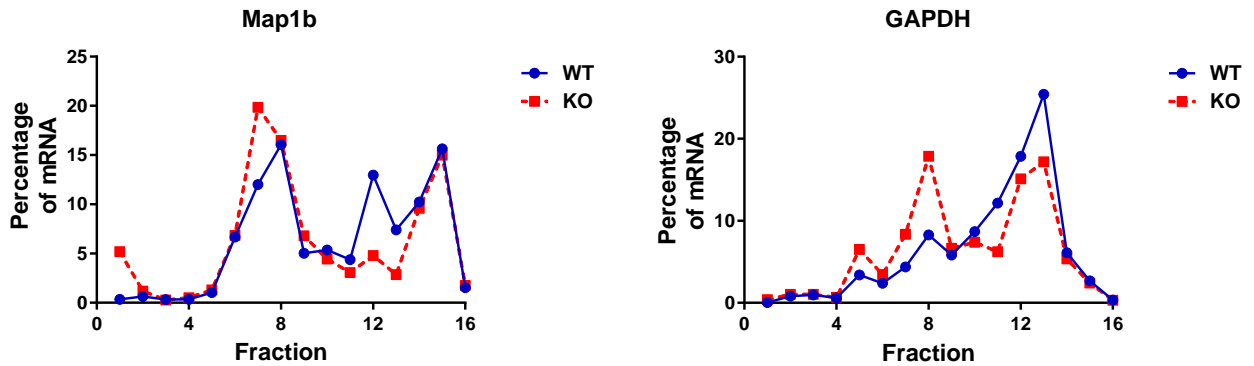 Map1b
25
20
15
10
5
0
Percentage
of mRNA
0 4 8 12 16
Fraction
WT
KO
GAPDH
30
20
10
0
Percentage
of mRNA
0 4 8 12 16
Fraction
WT
KO